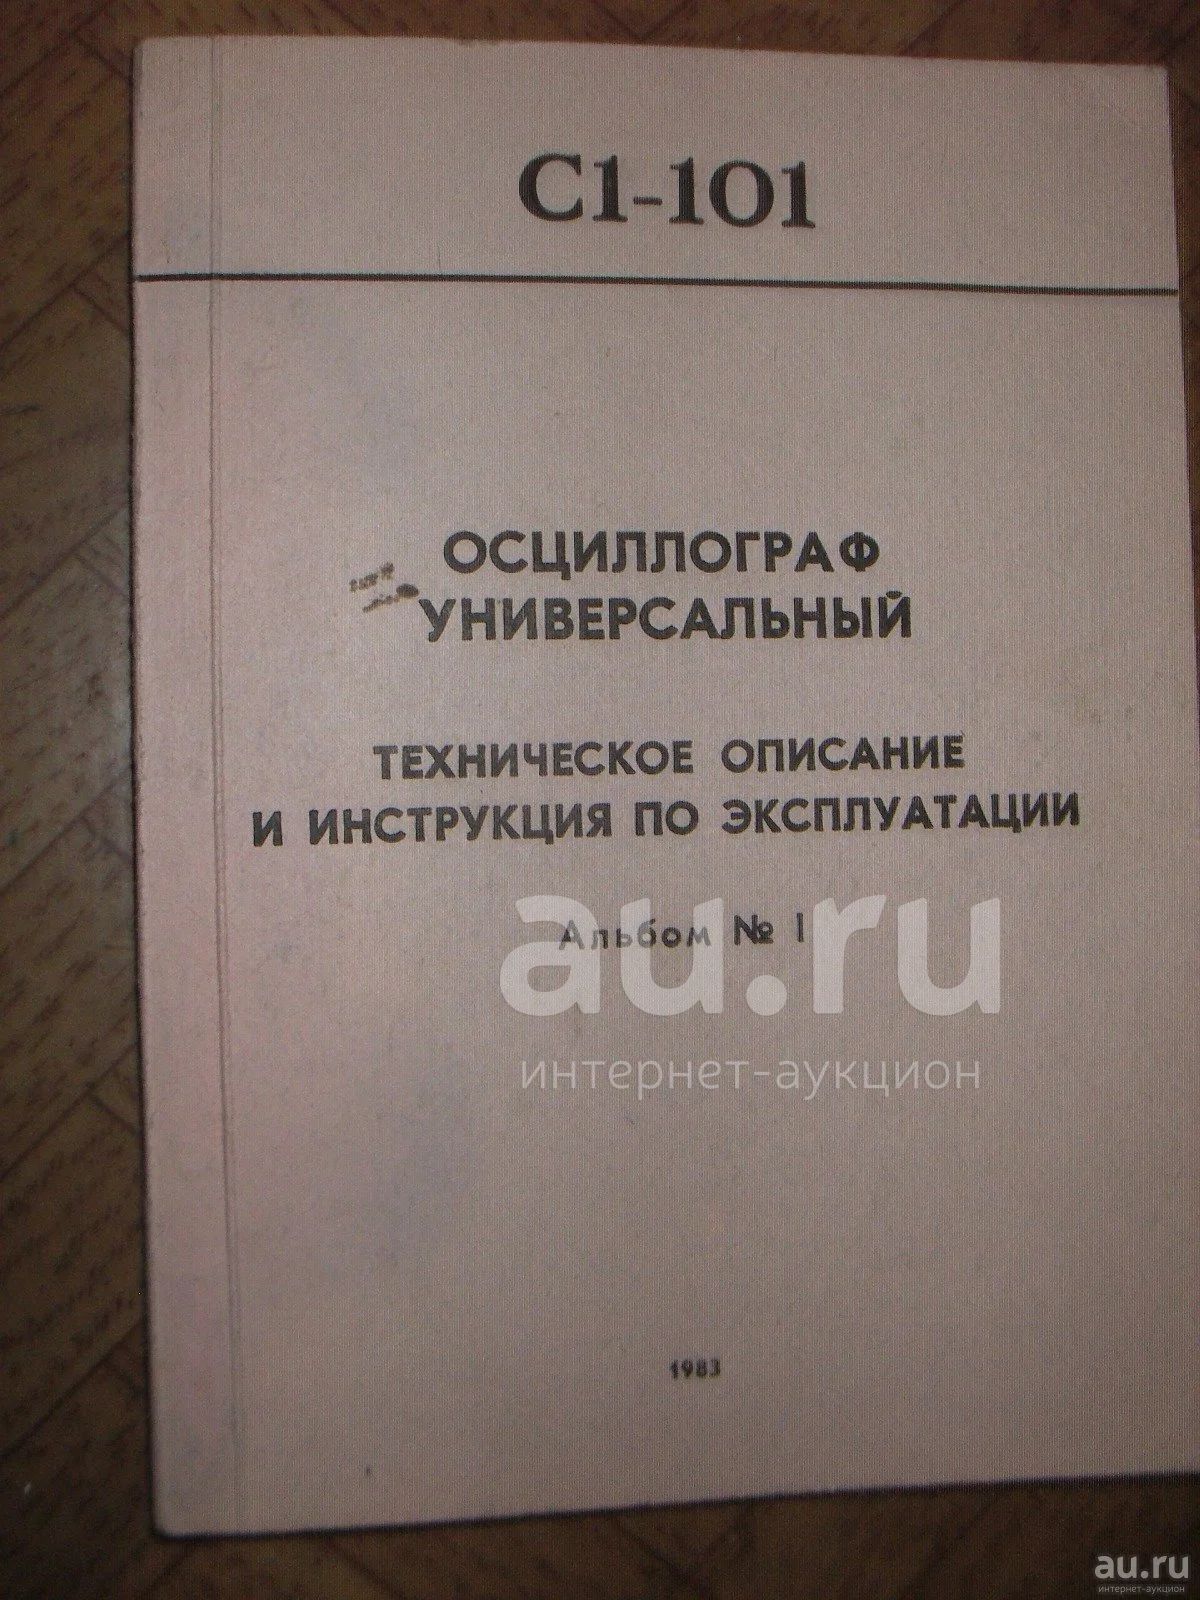 С1-101
ОСЦИЛЛОГРАФ
УНИВЕРСАЛЬНЫЙ
ТЕХНИЧЕСКОЕ ОПИСАНИЕ
И ИНСТРУКЦИЯ ПО ЭКСПЛУАТАЦИИ
Альбом № 1
au.ru
интернет-аукцион
1983
au.ru
интернет-аукцион